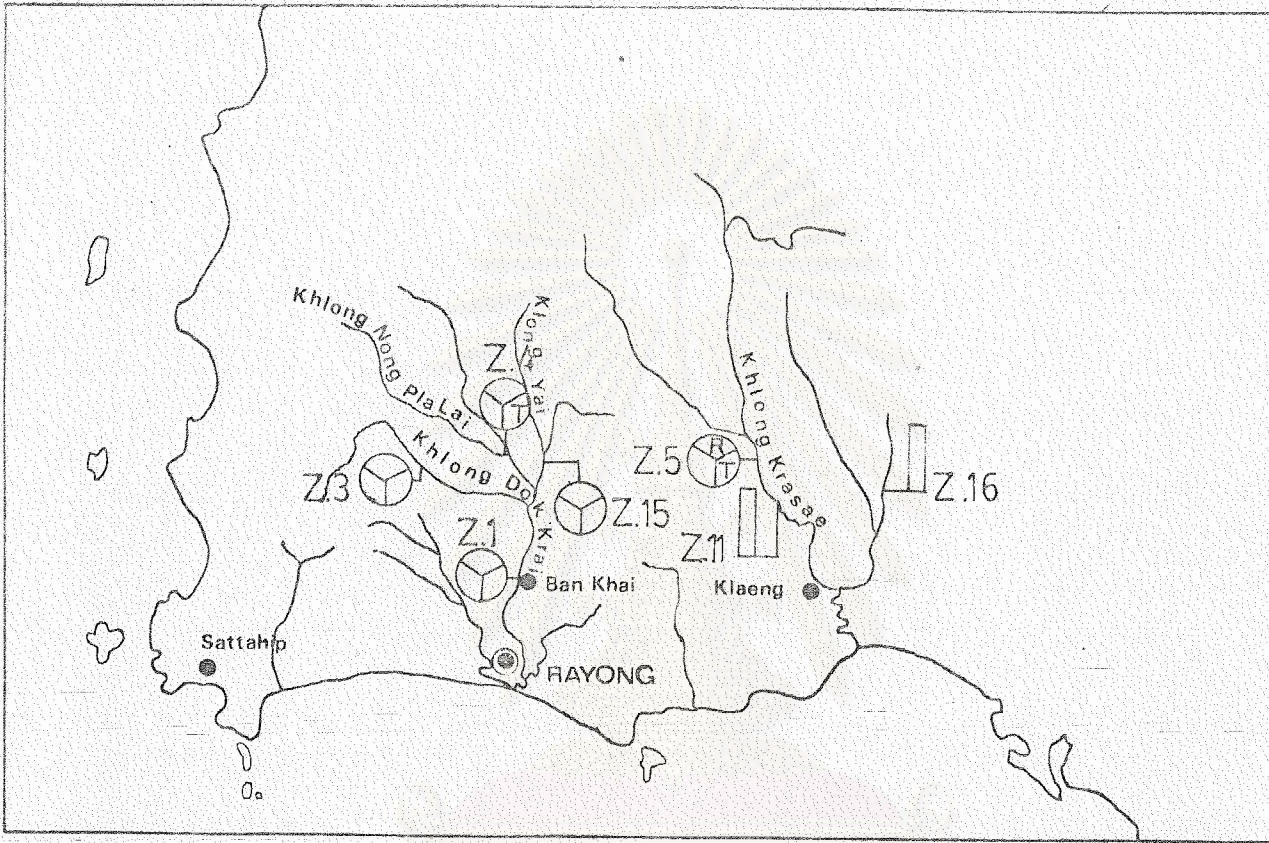 Khlong Nong Pla Lai
Klong Yai
Z.
T
Khlong Dok Krai
Z.3
Z.15
Z.1
Ban Khai
Sattahip
RAYONG
Khlong Krasae
Z.5
R
T
Z.11
Z.16
Klaeng